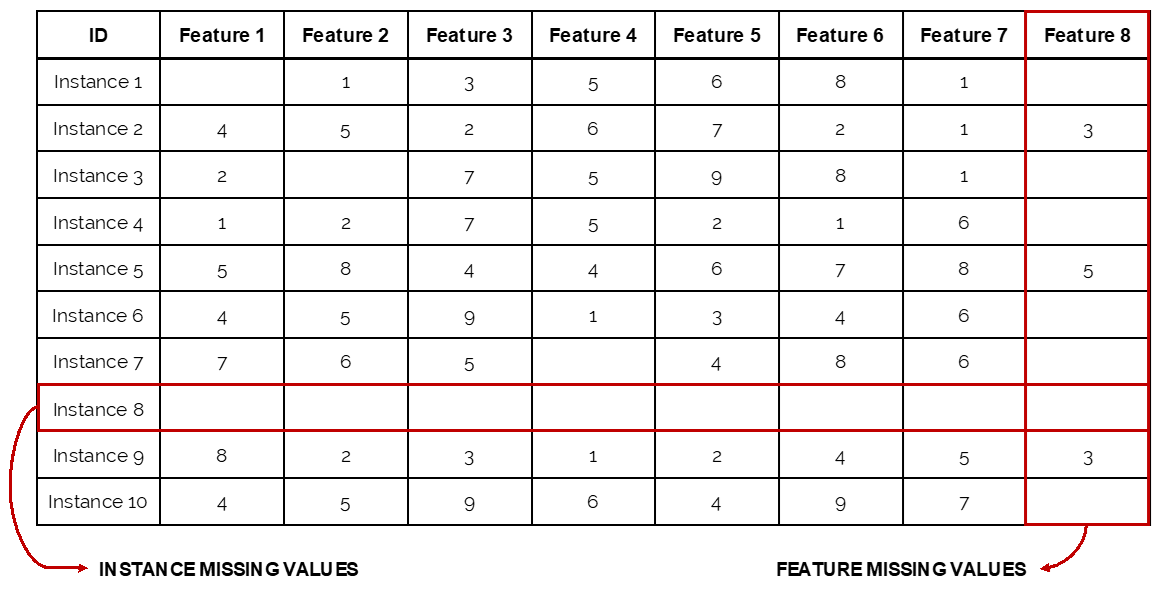 ID Feature 1 Feature 2 Feature 3 Feature 4 Feature 5 Feature 6 Feature 7 Feature 8
Instance 1 1 3 5 6 8 1
Instance 2 4 5 2 6 7 2 1 3
Instance 3 2 7 5 9 8 1
Instance 4 1 2 7 5 2 1 6
Instance 5 5 8 4 4 6 7 8 5
Instance 6 4 5 9 1 3 4 6
Instance 7 7 6 5 4 8 6
Instance 8
Instance 9 8 2 3 1 2 4 5 3
Instance 10 4 5 9 6 4 9 7
INSTANCE MISSING VALUES FEATURE MISSING VALUES